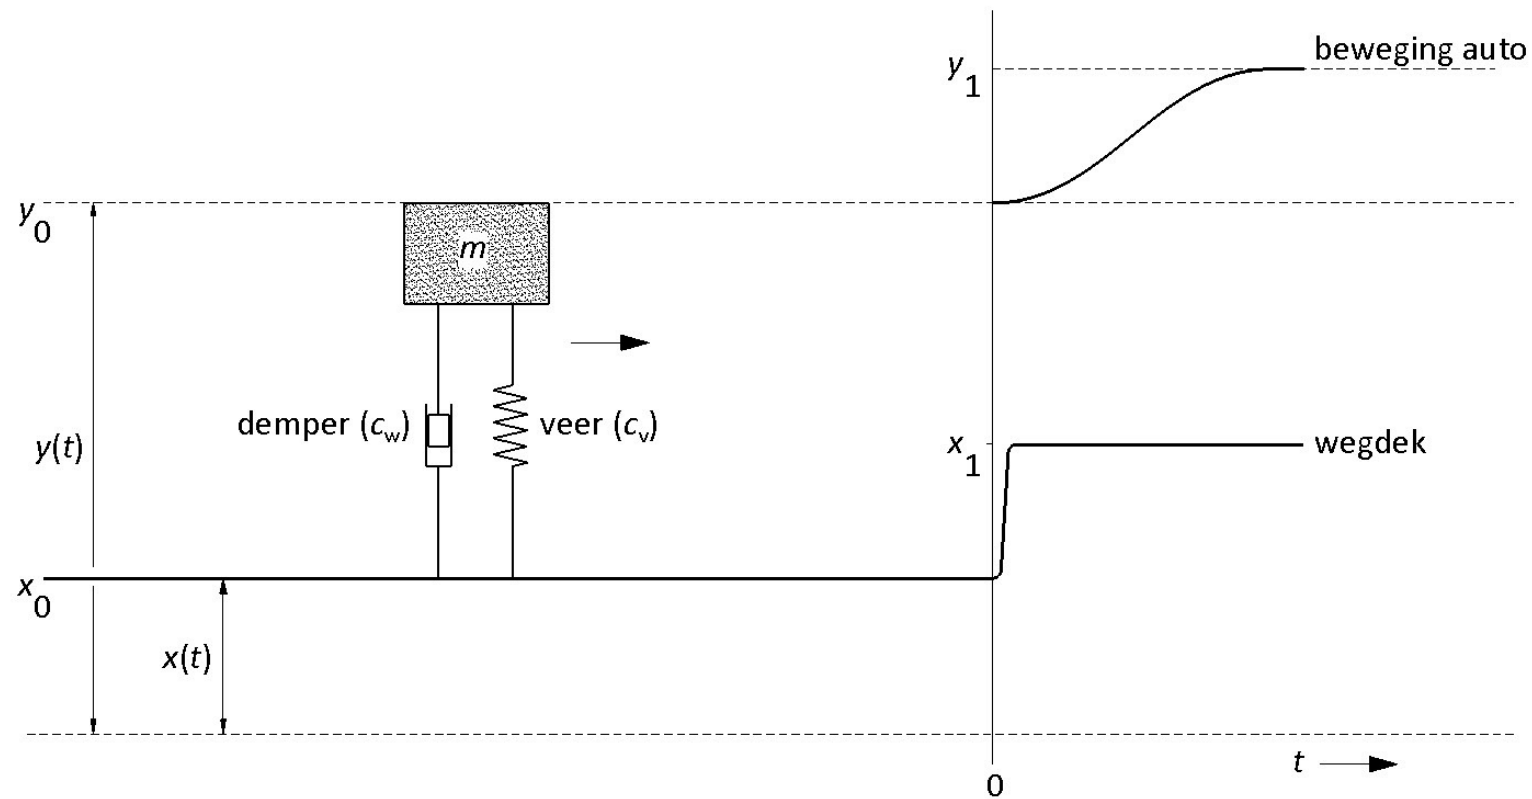 beweging auto
y1
y0
m
demper (cw)
veer (cv)
y(t)
x1
wegdek
x0
x(t)
t
0